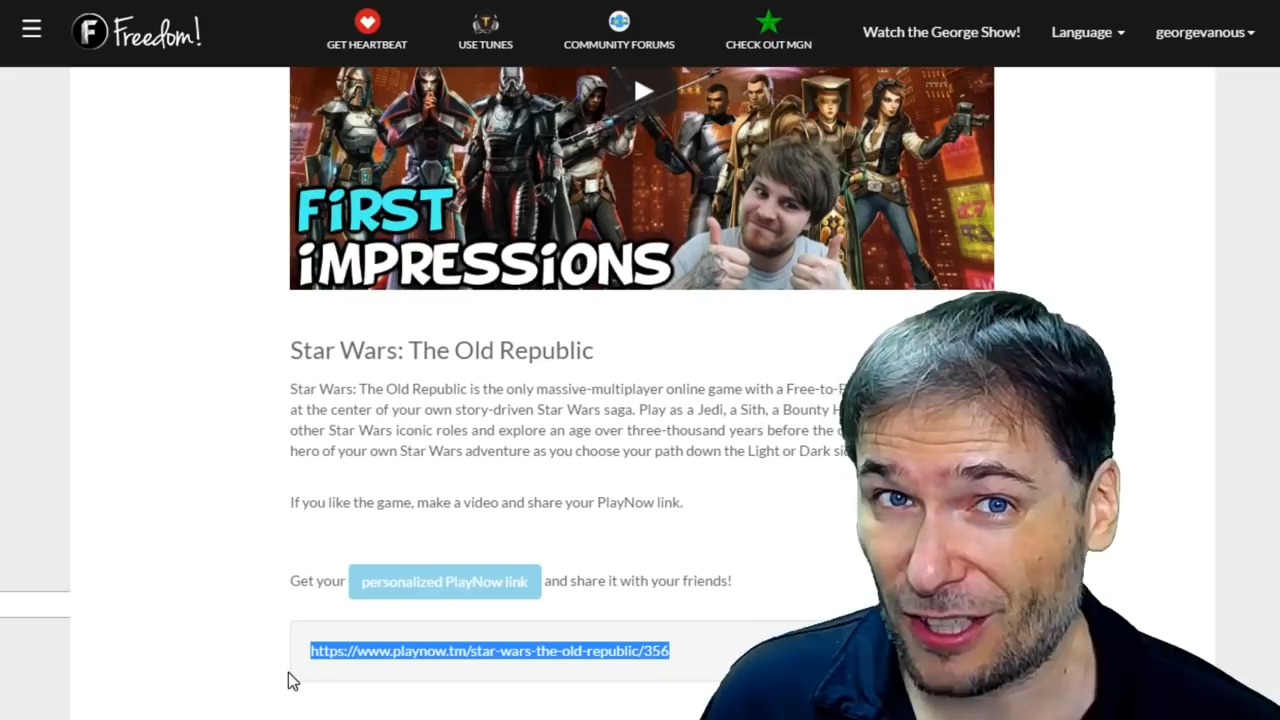 Freedom!
GET HEARTBEAT
USE TUNES
COMMUNITY FORUMS
CHECK OUT MGN
Watch the George Show!
Language
georgevanous
FiRST
iMPRESSiONS
Star Wars: The Old Republic
Star Wars: The Old Republic is the only massive-multiplayer online game with a Free-to-
at the center of your own story-driven Star Wars saga. Play as a Jedi, a Sith, a Bounty
other Star Wars iconic roles and explore an age over three-thousand years before the
hero of your own Star Wars adventure as you choose your path down the Light or Dark
If you like the game, make a video and share your PlayNow link.
Get your personalized PlayNow link and share it with your friends!
https://www.playnow.tm/star-wars-the-old-republic/356